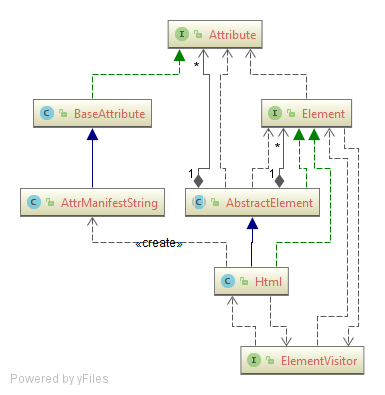 I Attribute
*
C BaseAttribute
I Element
*
1
1
C AttrManifestString
C AbstractElement
«create»
C Html
I ElementVisitor
Powered by yFiles